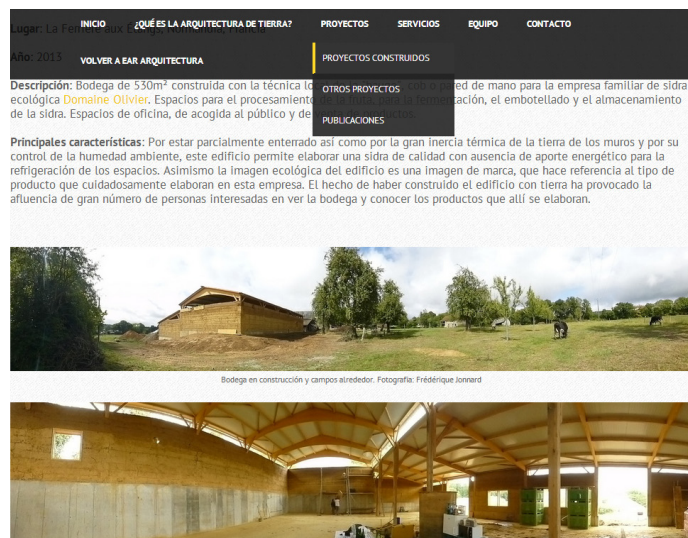 INICIO ¿QUÉ ES LA ARQUITECTURA DE TIERRA? PROYECTOS SERVICIOS EQUIPO CONTACTO
Lugar: La Ferrière aux Étangs, Normandía, Francia
Año: 2013
VOLVER A EAR ARQUITECTURA
PROYECTOS CONSTRUIDOS
OTROS PROYECTOS
PUBLICACIONES
Descripción: Bodega de 530m² construida con la técnica cob o pared de mano para la empresa familiar de sidra
ecológica Domaine Olivier. Espacios para el procesamiento de la fruta, para la fermentación, el embotellado y el almacenamiento
de la sidra. Espacios de oficina, de acogida al público y de venta de productos.
Principales características: Por estar parcialmente enterrado así como por la gran inercia térmica de la tierra de los muros y por su
control de la humedad ambiente, este edificio permite elaborar una sidra de calidad con ausencia de aporte energético para la
refrigeración de los espacios. Asimismo la imagen ecológica del edificio es una imagen de marca, que hace referencia al tipo de
producto que cuidadosamente elaboran en esta empresa. El hecho de haber construido el edificio con tierra ha provocado la
afluencia de gran número de personas interesadas en ver la bodega y conocer los productos que allí se elaboran.
Bodega en construcción y campos alrededor. Fotografía: Frédérique Jonnard